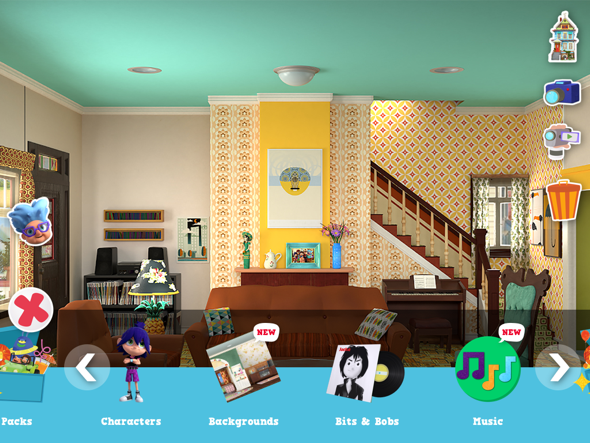 NEW
NEW
Packs
Characters
Backgrounds
Bits & Bobs
Music